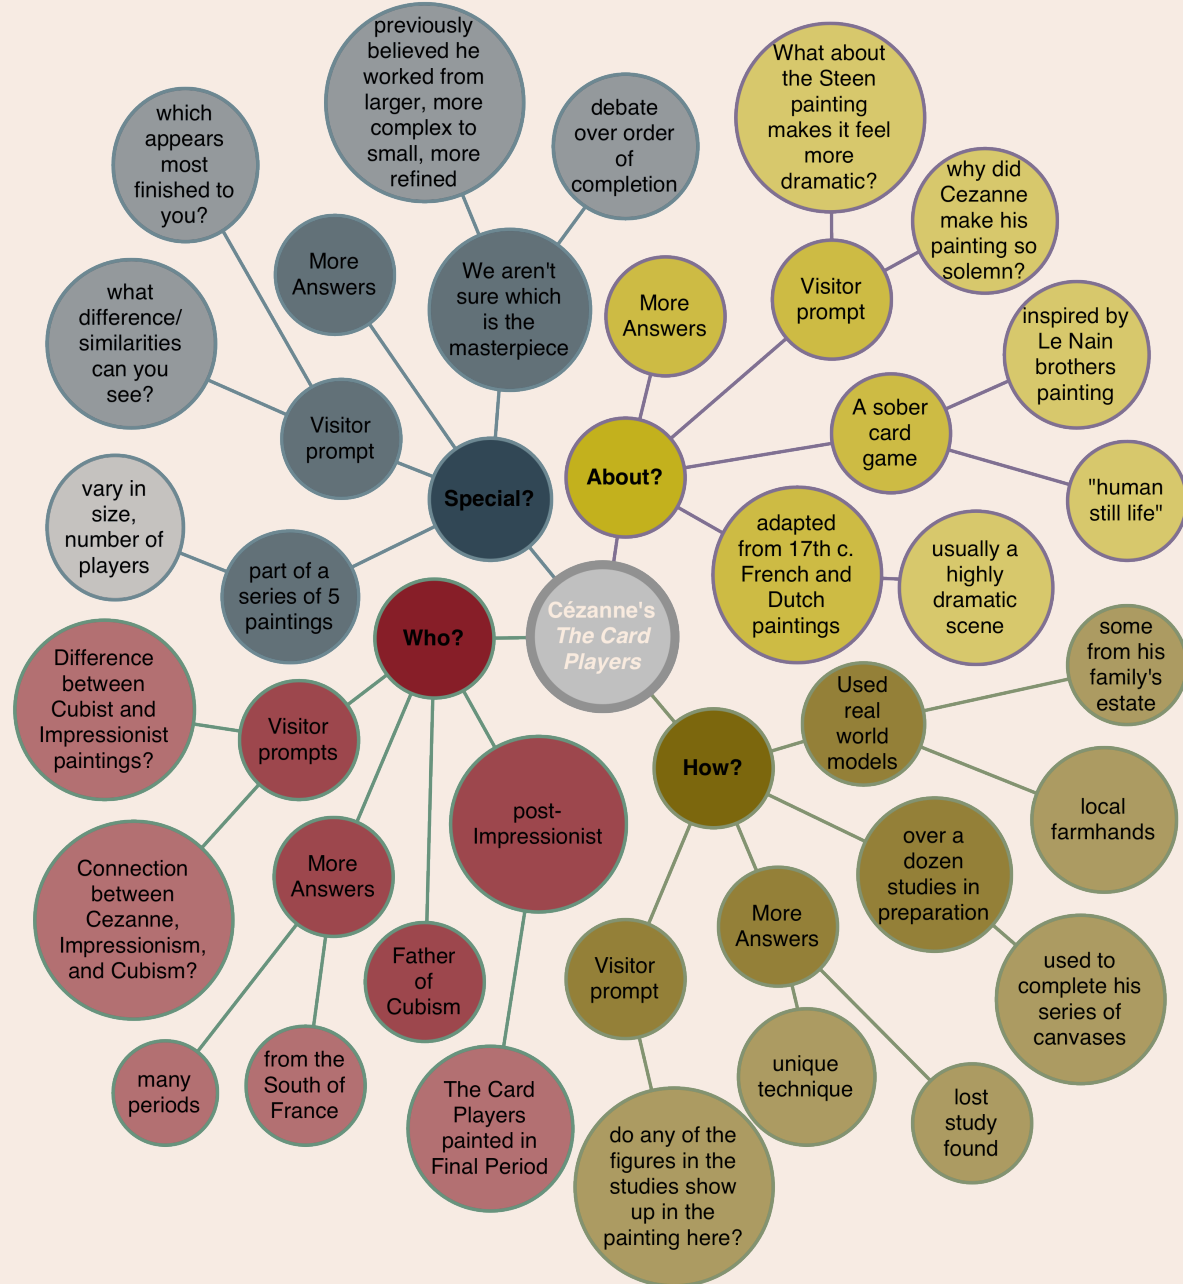 Cézanne's
The Card
Players
Special?
We aren't
sure which
is the
masterpiece
previously
believed he
worked from
larger, more
complex to
small, more
refined
debate
over order
of
completion
More
Answers
Visitor
prompt
which
appears
most
finished to
you?
what
difference/
similarities
can you
see?
part of a
series of 5
paintings
vary in
size,
number of
players
About?
More
Answers
Visitor
prompt
What about
the Steen
painting
makes it feel
more
dramatic?
why did
Cezanne
make his
painting so
solemn?
A sober
card
game
inspired by
Le Nain
brothers
painting
"human
still life"
adapted
from 17th c.
French and
Dutch
paintings
usually a
highly
dramatic
scene
Who?
Visitor
prompts
Difference
between
Cubist and
Impressionist
paintings?
Connection
between
Cezanne,
Impressionism,
and Cubism?
More
Answers
many
periods
from the
South of
France
Father
of
Cubism
post-
Impressionist
The Card
Players
painted in
Final Period
How?
Used
real
world
models
some
from his
family's
estate
local
farmhands
over a
dozen
studies in
preparation
used to
complete his
series of
canvases
More
Answers
unique
technique
lost
study
found
Visitor
prompt
do any of the
figures in the
studies show
up in the
painting here?